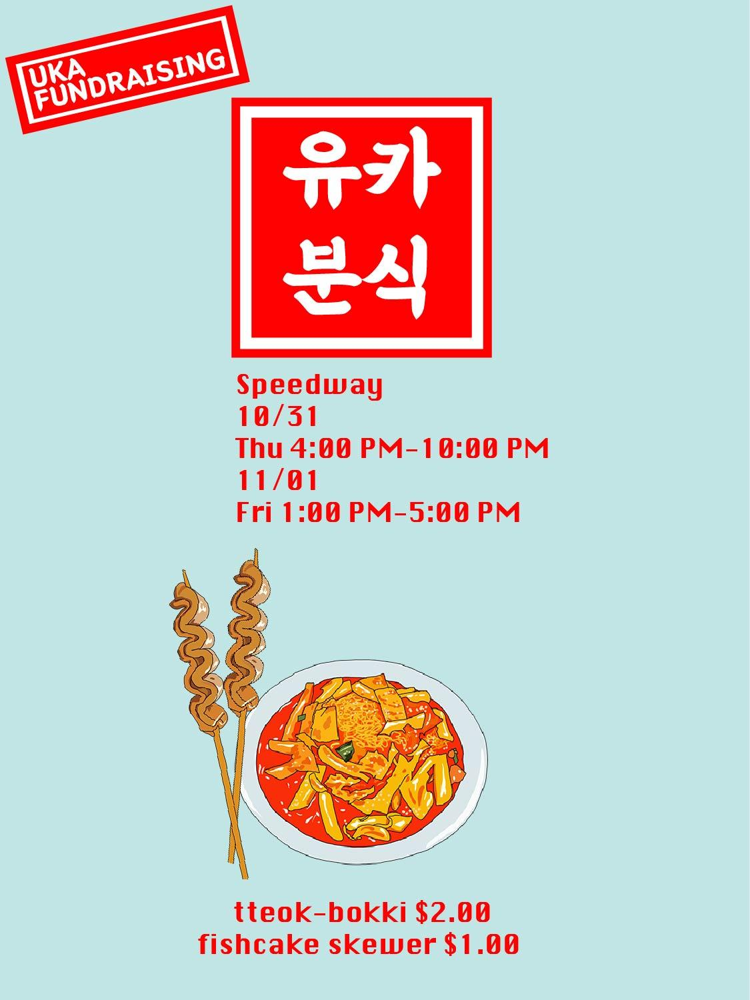 UKA
FUNDRAISING
유카
분식
Speedway
10/31
Thu 4:00 PM-10:00 PM
11/01
Fri 1:00 PM-5:00 PM
tteok-bokki $2.00
fishcake skewer $1.00